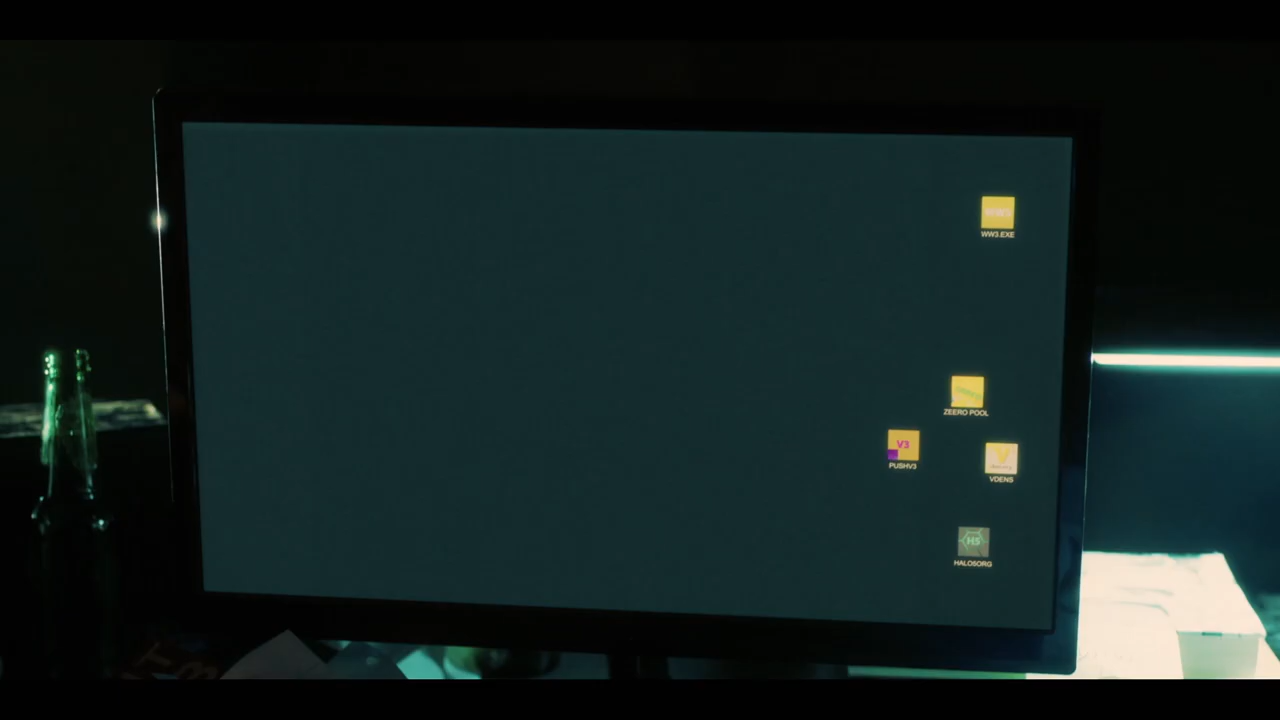 WW3.EXE
ZEERO POOL
V3
PUSHV3
V
VDENS
HS
HALOSORG